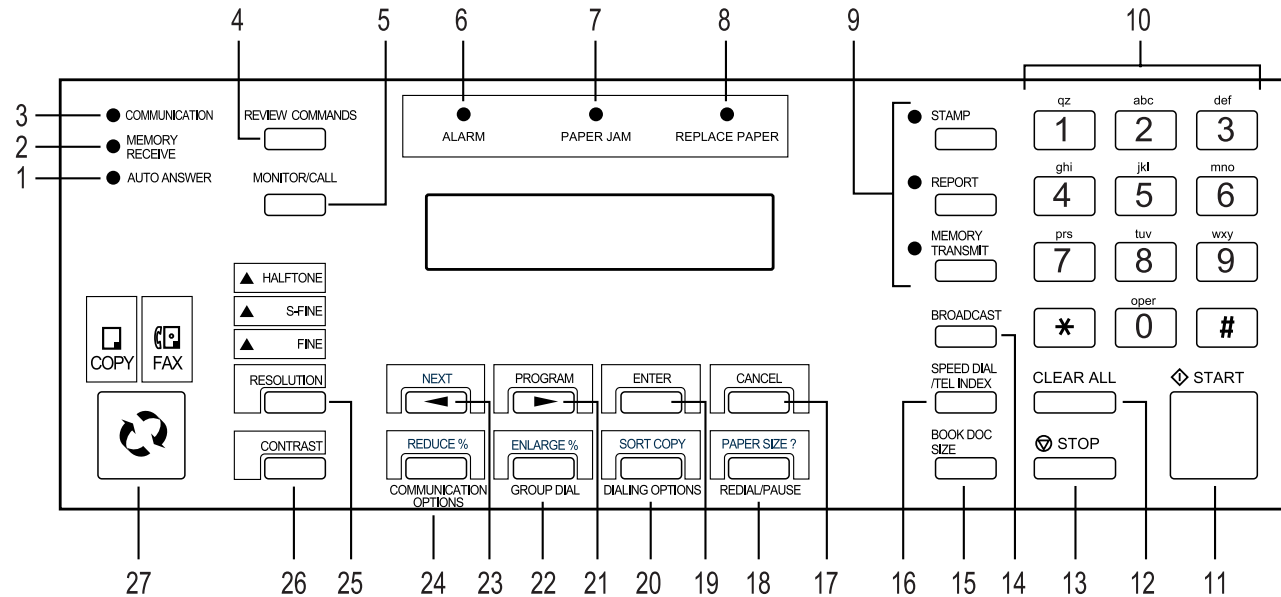 4
5
6
7
8
9
10
3
COMMUNICATION
2
MEMORY
RECEIVE
1
AUTO ANSWER
REVIEW COMMANDS
MONITOR/CALL
ALARM
PAPER JAM
REPLACE PAPER
STAMP
REPORT
MEMORY
TRANSMIT
BROADCAST
SPEED DIAL
/TEL INDEX
BOOK DOC
SIZE
qz
1
abc
2
def
3
ghi
4
jkl
5
mno
6
prs
7
tuv
8
wxy
9
*
oper
0
#
CLEAR ALL
STOP
START
HALFTONE
S-FINE
FINE
RESOLUTION
CONTRAST
COPY
FAX
NEXT
PROGRAM
ENTER
CANCEL
REDUCE %
ENLARGE %
SORT COPY
PAPER SIZE ?
COMMUNICATION
OPTIONS
GROUP DIAL
DIALING OPTIONS
REDIAL/PAUSE
27
26
25
24
23
22
21
20
19
18
17
16
15
14
13
12
11